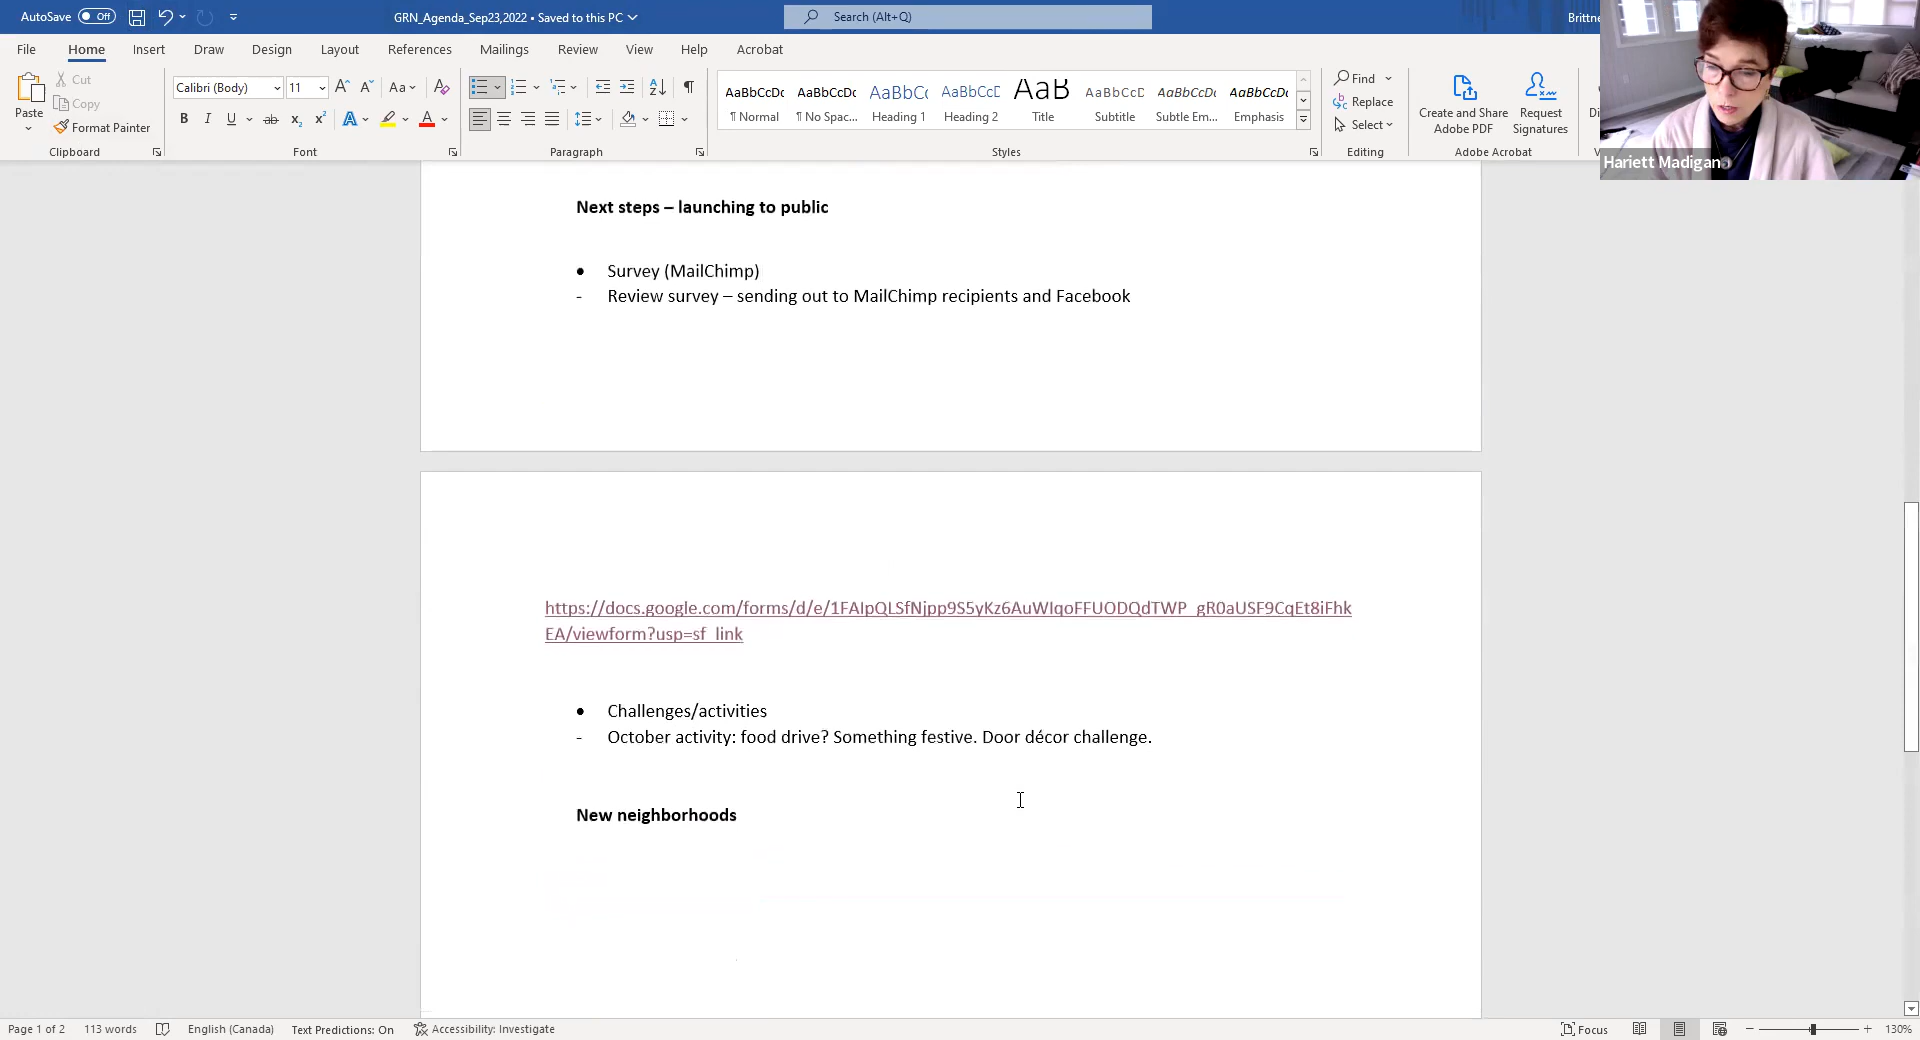 AutoSave Off
GRN_Agenda_Sep23,2022 • Saved to this PC
Search (Alt+Q)
File Home Insert Draw Design Layout References Mailings Review View Help Acrobat
Paste
Cut
Copy
Format Painter
Clipboard
Calibri (Body) 11
Font
Paragraph
AaBbCcDc AaBbCcDc AaBbC AaBbCcD AaB AaBbCcD AaBbCcDt AaBbCcDt
¶ Normal ¶ No Spac... Heading 1 Heading 2 Title Subtitle Subtle Em... Emphasis
Styles
Find
Replace
Select
Editing
Create and Share
Adobe PDF
Request
Signatures
Adobe Acrobat
Hariett Madigan
Next steps – launching to public
• Survey (MailChimp)
- Review survey – sending out to MailChimp recipients and Facebook
https://docs.google.com/forms/d/e/1FAIpQLSfNjpp9S5yKz6AuWIqoFFUODQdTWP_gR0aUSF9CqEt8iFhk
EA/viewform?usp=sf_link
• Challenges/activities
- October activity: food drive? Something festive. Door décor challenge.
New neighborhoods
Page 1 of 2 113 words English (Canada) Text Predictions: On Accessibility: Investigate Focus 130%